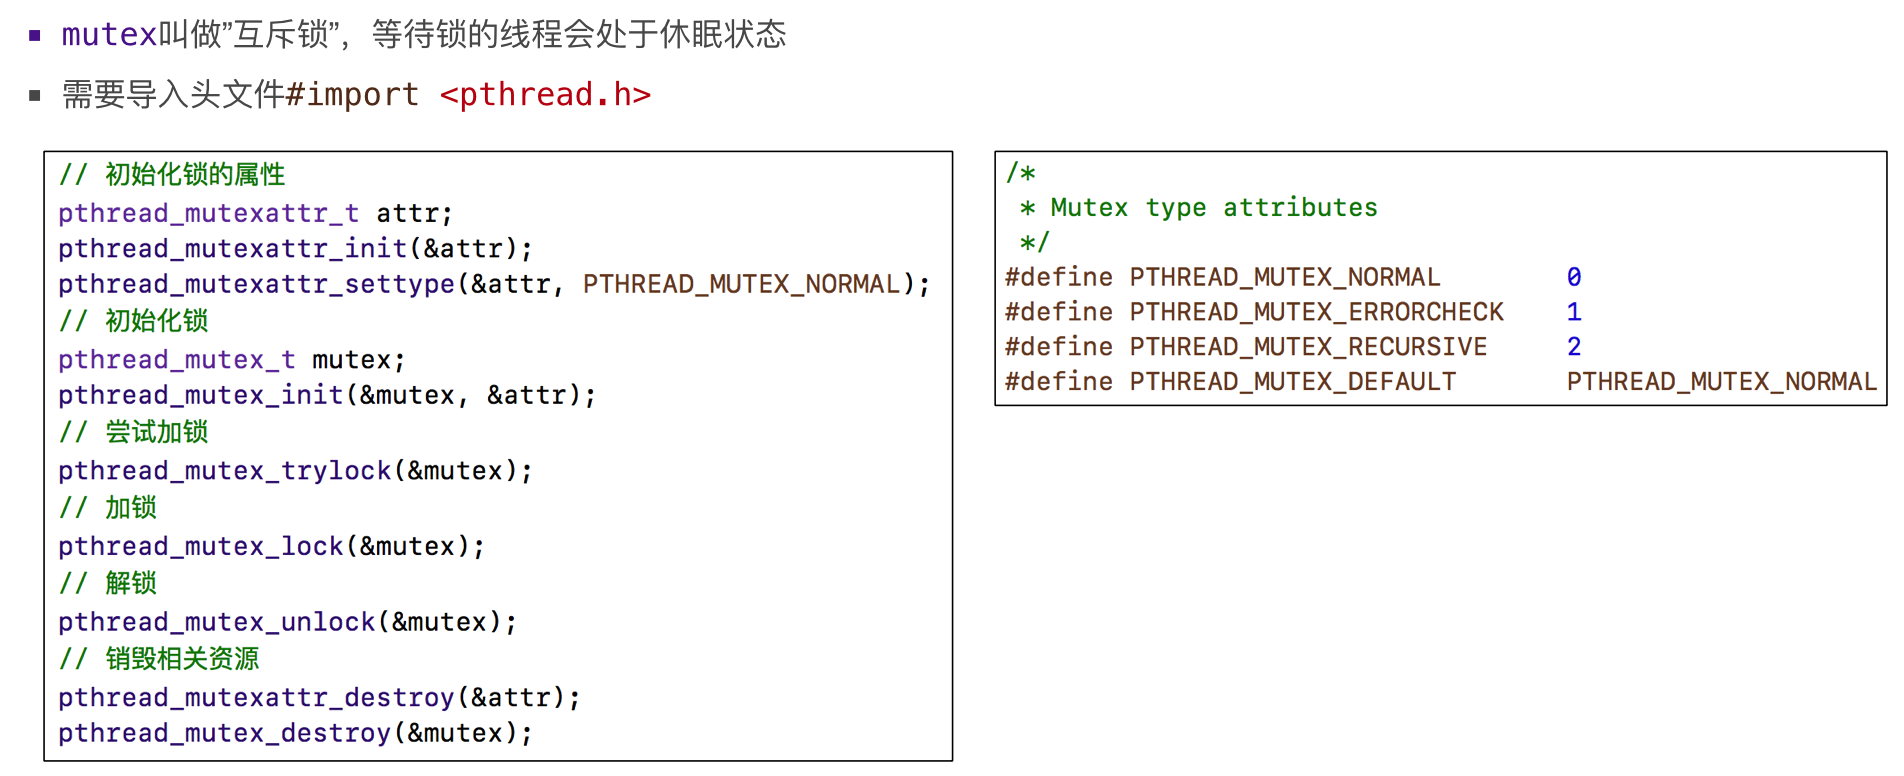 mutex叫做”互斥锁”，等待锁的线程会处于休眠状态
需要导入头文件#import <pthread.h>
// 初始化锁的属性
pthread_mutexattr_t attr;
pthread_mutexattr_init(&attr);
pthread_mutexattr_settype(&attr, PTHREAD_MUTEX_NORMAL);
// 初始化锁
pthread_mutex_t mutex;
pthread_mutex_init(&mutex, &attr);
// 尝试加锁
pthread_mutex_trylock(&mutex);
// 加锁
pthread_mutex_lock(&mutex);
// 解锁
pthread_mutex_unlock(&mutex);
// 销毁相关资源
pthread_mutexattr_destroy(&attr);
pthread_mutex_destroy(&mutex);
/*
 * Mutex type attributes
 */
#define PTHREAD_MUTEX_NORMAL 0
#define PTHREAD_MUTEX_ERRORCHECK 1
#define PTHREAD_MUTEX_RECURSIVE 2
#define PTHREAD_MUTEX_DEFAULT PTHREAD_MUTEX_NORMAL